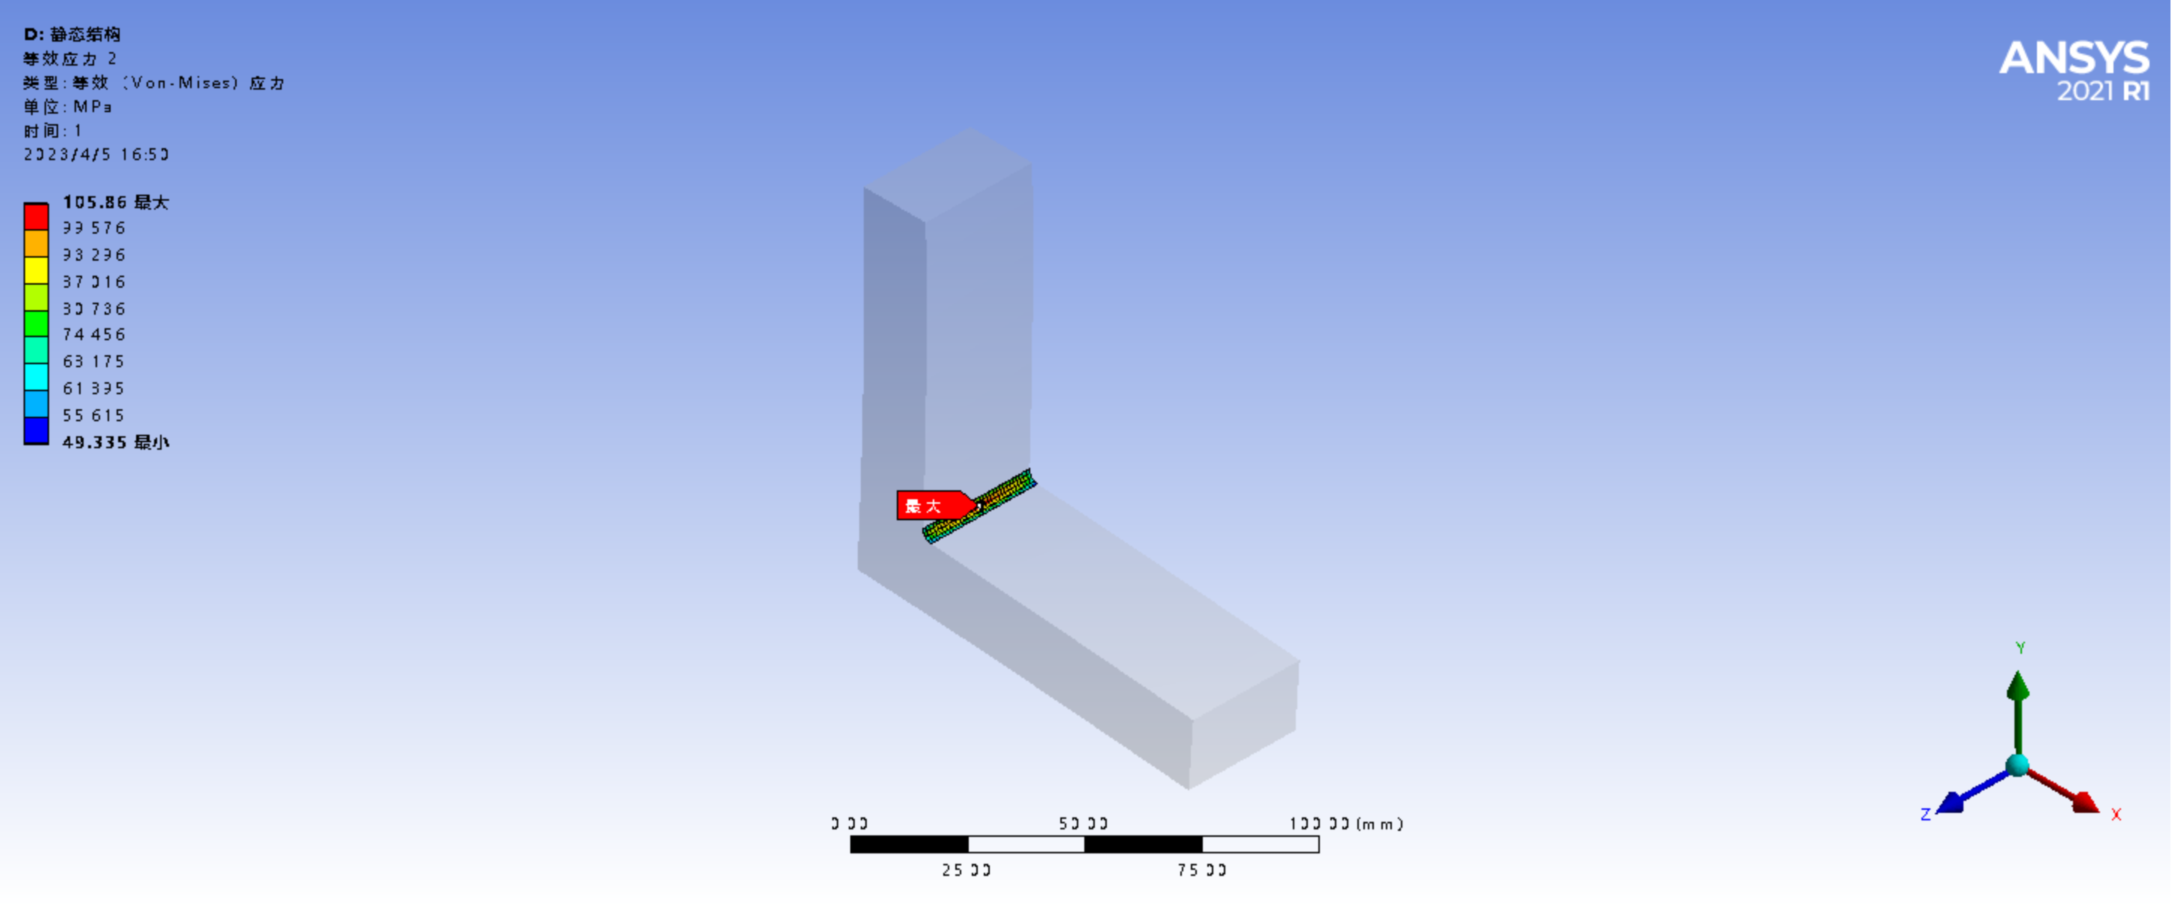 D: 静态结构
等效应力 2
类型: 等效（Von-Mises）应力
单位: MPa
时间: 1
2023/4/5 16:50
105.86 最大
99.576
93.296
87.016
80.736
74.456
68.175
61.895
55.615
49.335 最小
ANSYS
2021 R1
最大
0.00 50.00 100.00 (mm)
25.00 75.00
Y
Z
X